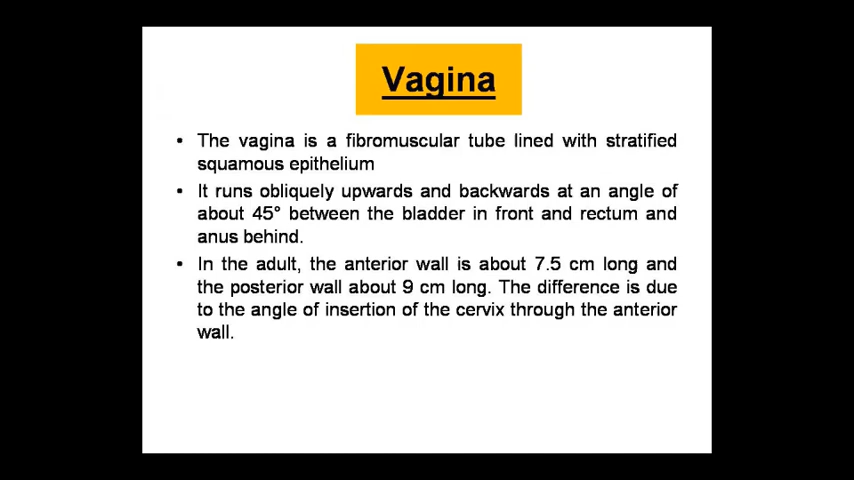 Vagina
• The vagina is a fibromuscular tube lined with stratified
squamous epithelium
• It runs obliquely upwards and backwards at an angle of
about 45° between the bladder in front and rectum and
anus behind.
• In the adult, the anterior wall is about 7.5 cm long and
the posterior wall about 9 cm long. The difference is due
to the angle of insertion of the cervix through the anterior
wall.